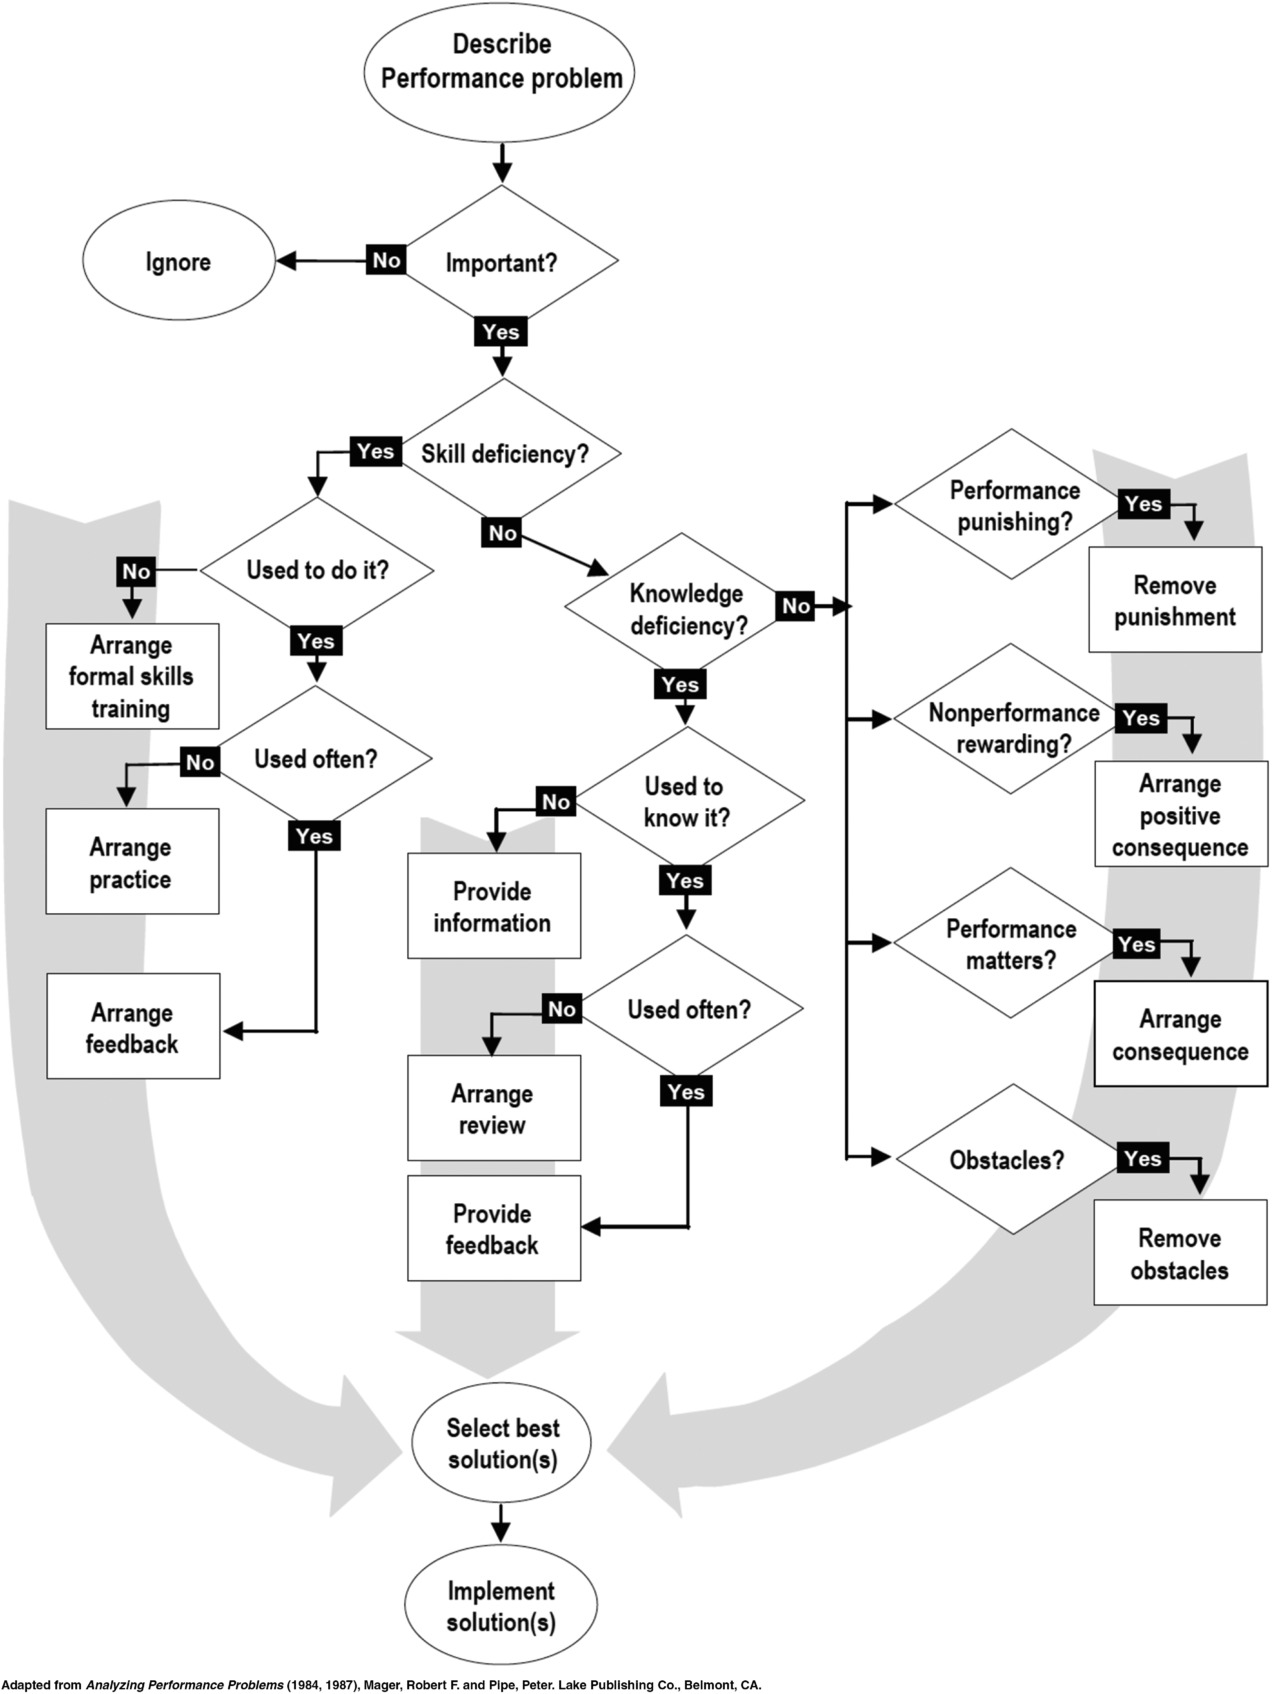 Describe
Performance problem
Important?
No
Ignore
Yes
Skill deficiency?
Yes
Used to do it?
No
Arrange
formal skills
training
Yes
Used often?
No
Arrange
practice
Yes
Arrange
feedback
No
Knowledge
deficiency?
Yes
Used to
know it?
No
Provide
information
Yes
Used often?
No
Arrange
review
Yes
Provide
feedback
No
Performance
punishing?
Yes
Remove
punishment
Nonperformance
rewarding?
Yes
Arrange
positive
consequence
Performance
matters?
Yes
Arrange
consequence
Obstacles?
Yes
Remove
obstacles
Select best
solution(s)
Implement
solution(s)
Adapted from Analyzing Performance Problems (1984, 1987), Mager, Robert F. and Pipe, Peter. Lake Publishing Co., Belmont, CA.